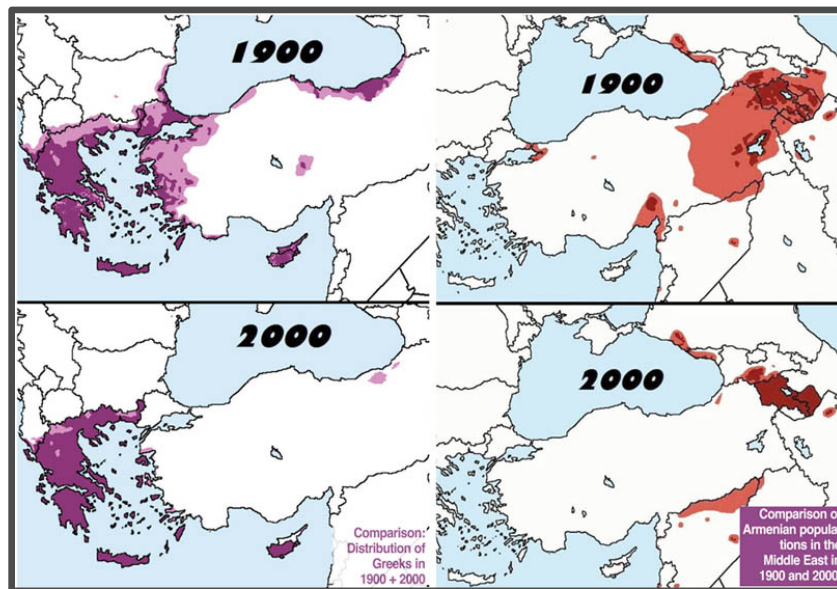 1900
1900
2000
Comparison:
Distribution of
Greeks in
1900 + 2000
2000
Comparison o
Armenian popula
tions in the
Middle East in
1900 and 2000